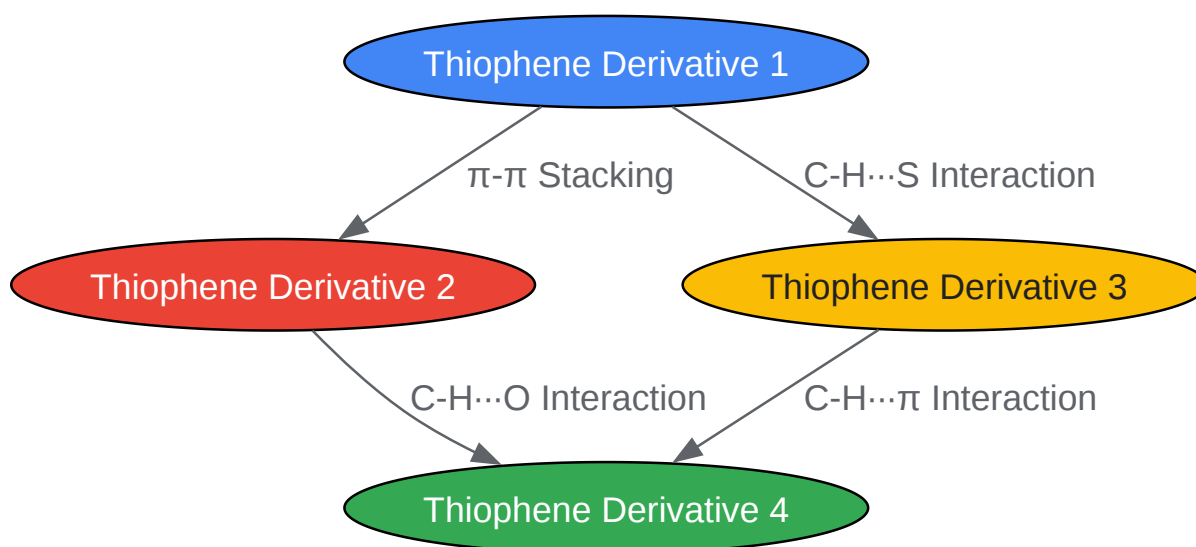 Thiophene Derivative 1
π-π Stacking
C-H···S Interaction
Thiophene Derivative 2
Thiophene Derivative 3
C-H···O Interaction
C-H···π Interaction
Thiophene Derivative 4